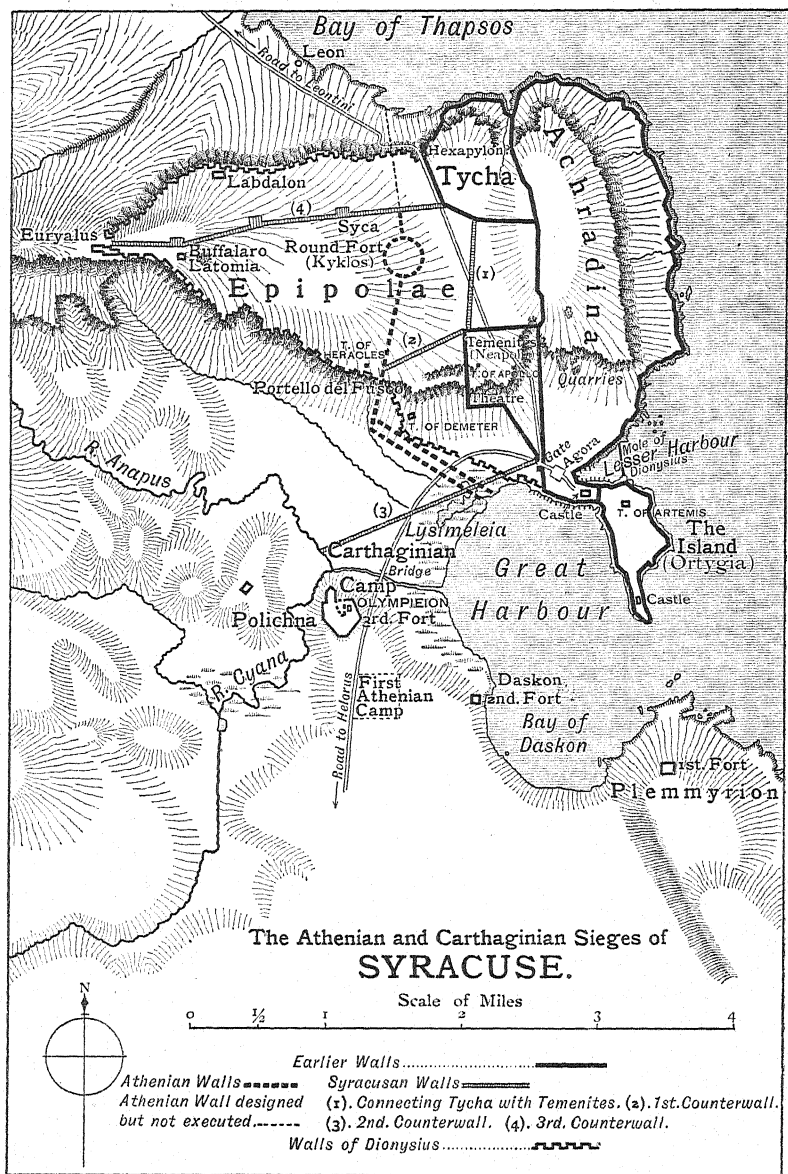 Bay of Thapsos
Leon
Road to Leontini
Hexapylon
Tycha
Achradina
Labdalon
(4)
Euryalus
Syca
Buffalaro
Latomia
Round Fort
(Kyklos)
(1)
Epipolae
(2)
T. OF
HERACLES
Temenites
(Neapolis)
T. OF APOLLO
Theatre
Quarries
Portello del Fusco
T. OF DEMETER
R. Anapus
Gate
Agora
Mole of
Lesser Harbour
Dionysius
(3)
Lysimeleia
Castle
T. OF ARTEMIS
Carthaginian
Camp
Bridge
Great
Harbour
The
Island
(Ortygia)
Castle
OLYMPIEION
3rd. Fort
Polichna
R. Cyana
First
Athenian
Camp
Road to Helorus
Daskon
2nd. Fort
Bay of
Daskon
1st. Fort
Plemmyrion
The Athenian and Carthaginian Sieges of
SYRACUSE.
N
Scale of Miles
0 ½ 1 2 3 4
Earlier Walls
Athenian Walls Syracusan Walls
Athenian Wall designed (1). Connecting Tycha with Temenites. (2). 1st. Counterwall.
but not executed. (3). 2nd. Counterwall. (4). 3rd. Counterwall.
Walls of Dionysius